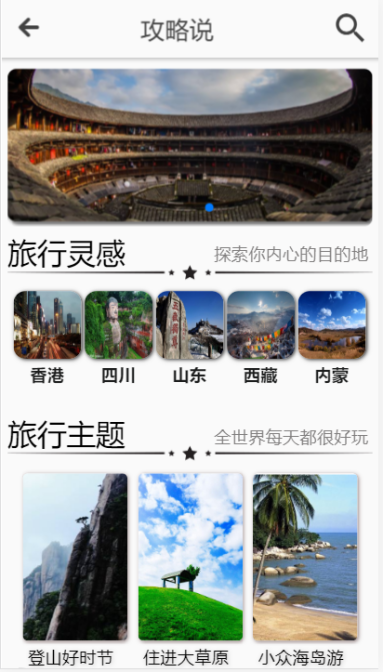 攻略说
旅行灵感 探索你内心的目的地
香港 四川 山东 西藏 内蒙
旅行主题 全世界每天都很好玩
登山好时节 住进大草原 小众海岛游